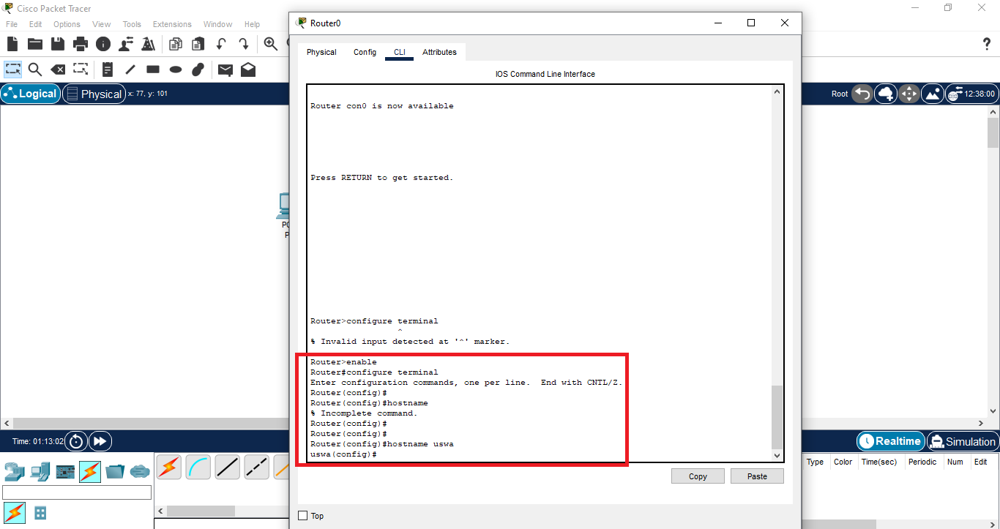 Cisco Packet Tracer
File Edit Options View Tools Extensions Window Help
Logical Physical x: 77, y: 101
Root 12:38:00
Router0
Physical Config CLI Attributes
IOS Command Line Interface
Router con0 is now available
Press RETURN to get started.
Router>configure terminal
^
% Invalid input detected at '^' marker.
Router>enable
Router#configure terminal
Enter configuration commands, one per line. End with CNTL/Z.
Router(config)#
Router(config)#hostname
% Incomplete command.
Router(config)#
Router(config)#
Router(config)#hostname uswa
uswa(config)#
Copy Paste
Top
Time: 01:13:02
Realtime Simulation
Type Color Time(sec) Periodic Num Edit